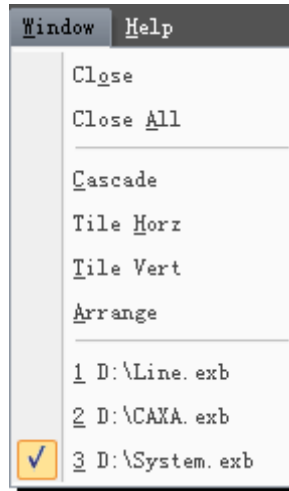 Window Help
Close
Close All
Cascade
Tile Horz
Tile Vert
Arrange
1 D:\Line.exb
2 D:\CAXA.exb
3 D:\System.exb